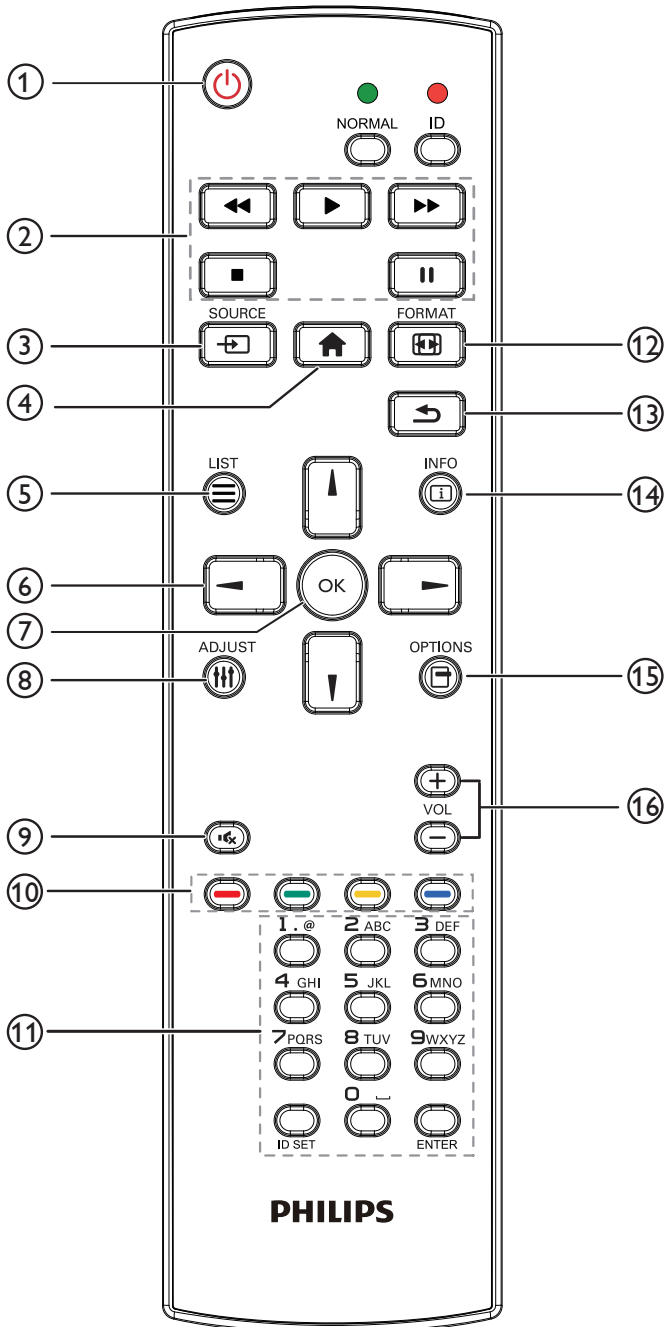 ①
NORMAL ID
②
SOURCE FORMAT
③ ⑫
④
⑬
LIST INFO
i
⑤ ⑭
⑥
OK
⑦
ADJUST OPTIONS
⑧ ⑮
VOL
⑯
⑨
⑩
1 . @ 2 ABC 3 DEF
4 GHI 5 JKL 6 MNO
⑪
7 PQRS 8 TUV 9 WXYZ
0 ⎵
ID SET ENTER
PHILIPS